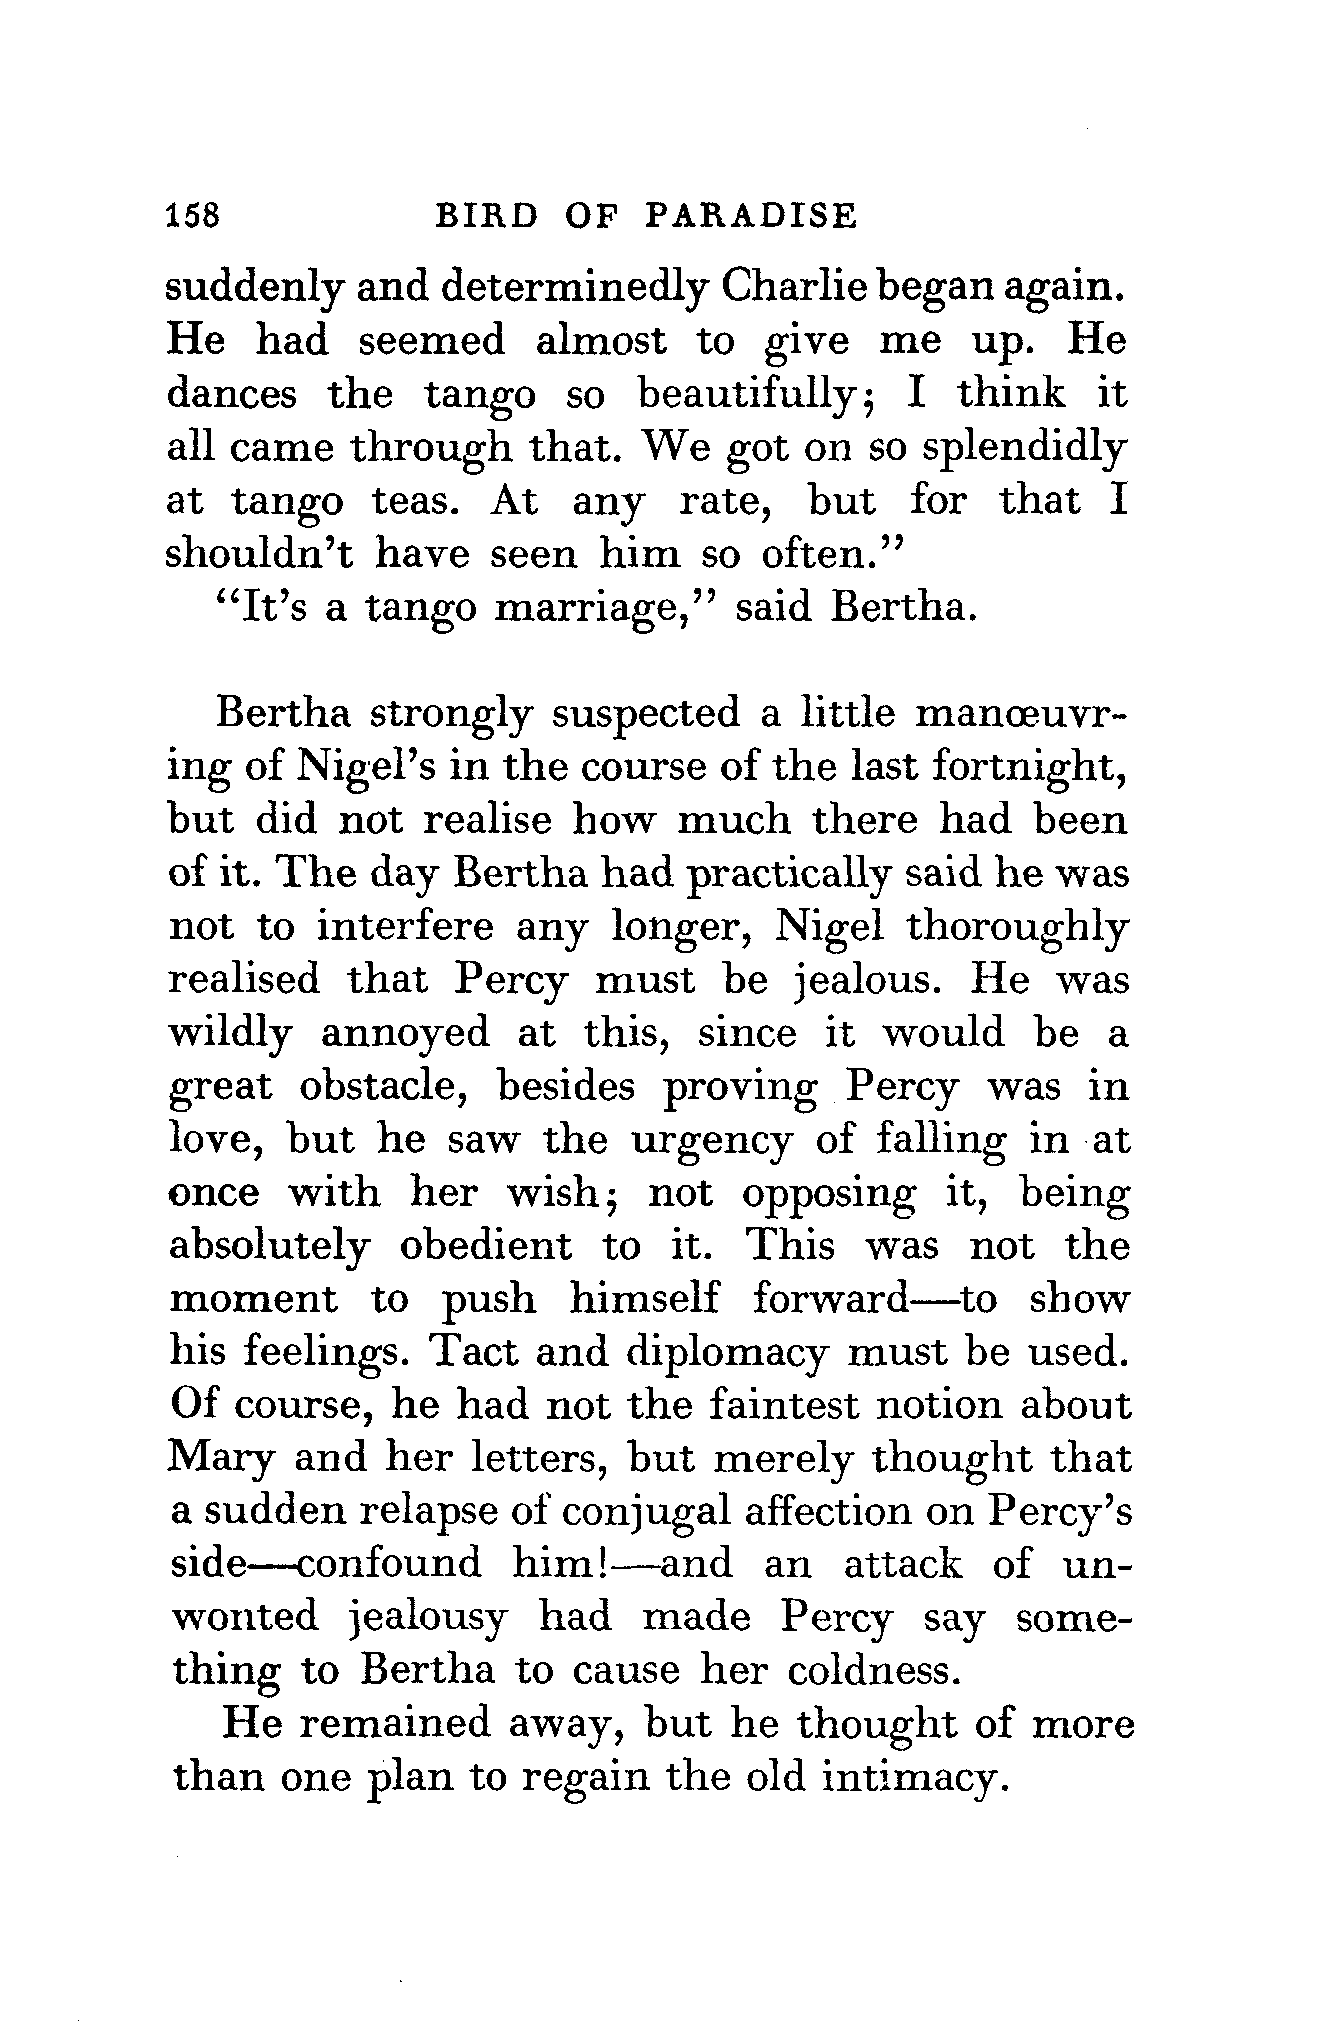 158 BIRD OF PARADISE
suddenly and determinedly Charlie began again.
He had seemed almost to give me up. He
dances the tango so beautifully; I think it
all came through that. We got on so splendidly
at tango teas. At any rate, but for that I
shouldn't have seen him so often."
"It's a tango marriage," said Bertha.
Bertha strongly suspected a little manœuvr-
ing of Nigel's in the course of the last fortnight,
but did not realise how much there had been
of it. The day Bertha had practically said he was
not to interfere any longer, Nigel thoroughly
realised that Percy must be jealous. He was
wildly annoyed at this, since it would be a
great obstacle, besides proving Percy was in
love, but he saw the urgency of falling in at
once with her wish; not opposing it, being
absolutely obedient to it. This was not the
moment to push himself forward—to show
his feelings. Tact and diplomacy must be used.
Of course, he had not the faintest notion about
Mary and her letters, but merely thought that
a sudden relapse of conjugal affection on Percy's
side—confound him!—and an attack of un-
wonted jealousy had made Percy say some-
thing to Bertha to cause her coldness.
He remained away, but he thought of more
than one plan to regain the old intimacy.